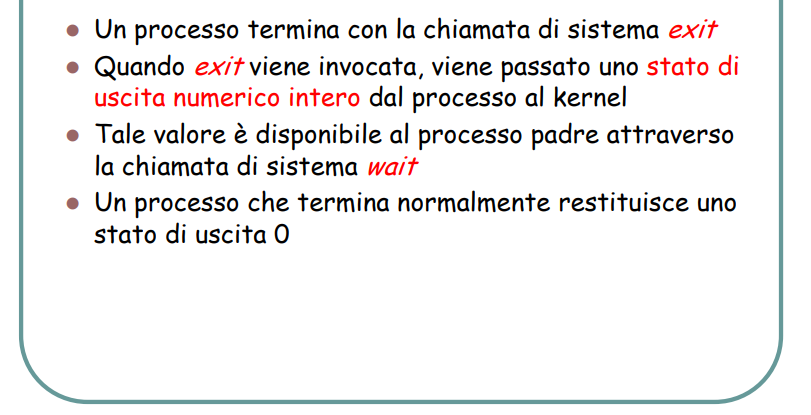 Un processo termina con la chiamata di sistema exit
Quando exit viene invocata, viene passato uno stato di
uscita numerico intero dal processo al kernel
Tale valore è disponibile al processo padre attraverso
la chiamata di sistema wait
Un processo che termina normalmente restituisce uno
stato di uscita 0